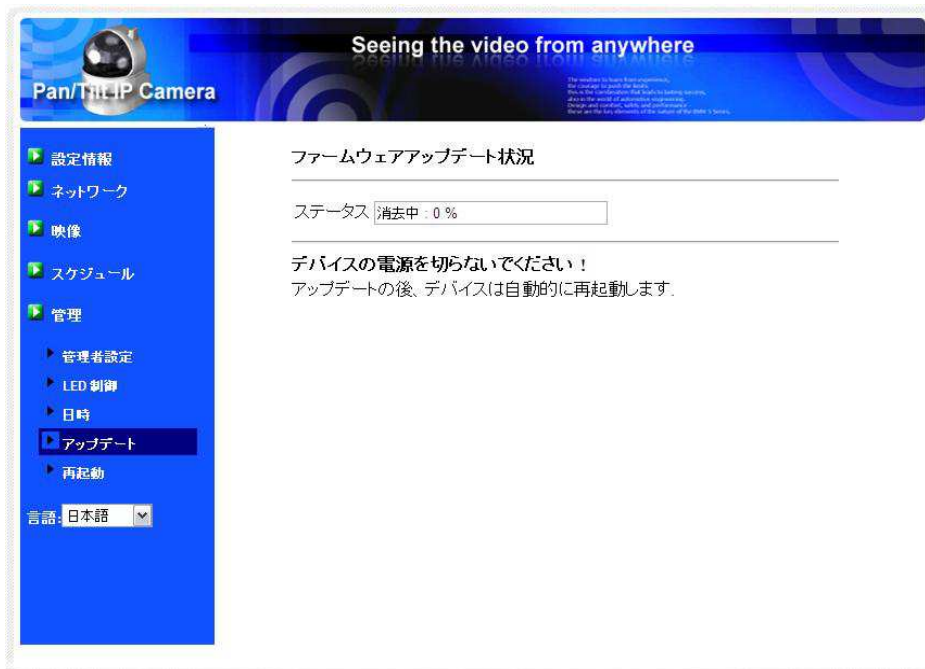 Seeing the video from anywhere
Pan/Tilt IP Camera
設定情報
ネットワーク
映像
スケジュール
管理
管理者設定
LED 制御
日時
アップデート
再起動
言語: 日本語
ファームウェアアップデート状況
ステータス 消去中 : 0 %
デバイスの電源を切らないでください !
アップデートの後、デバイスは自動的に再起動します.